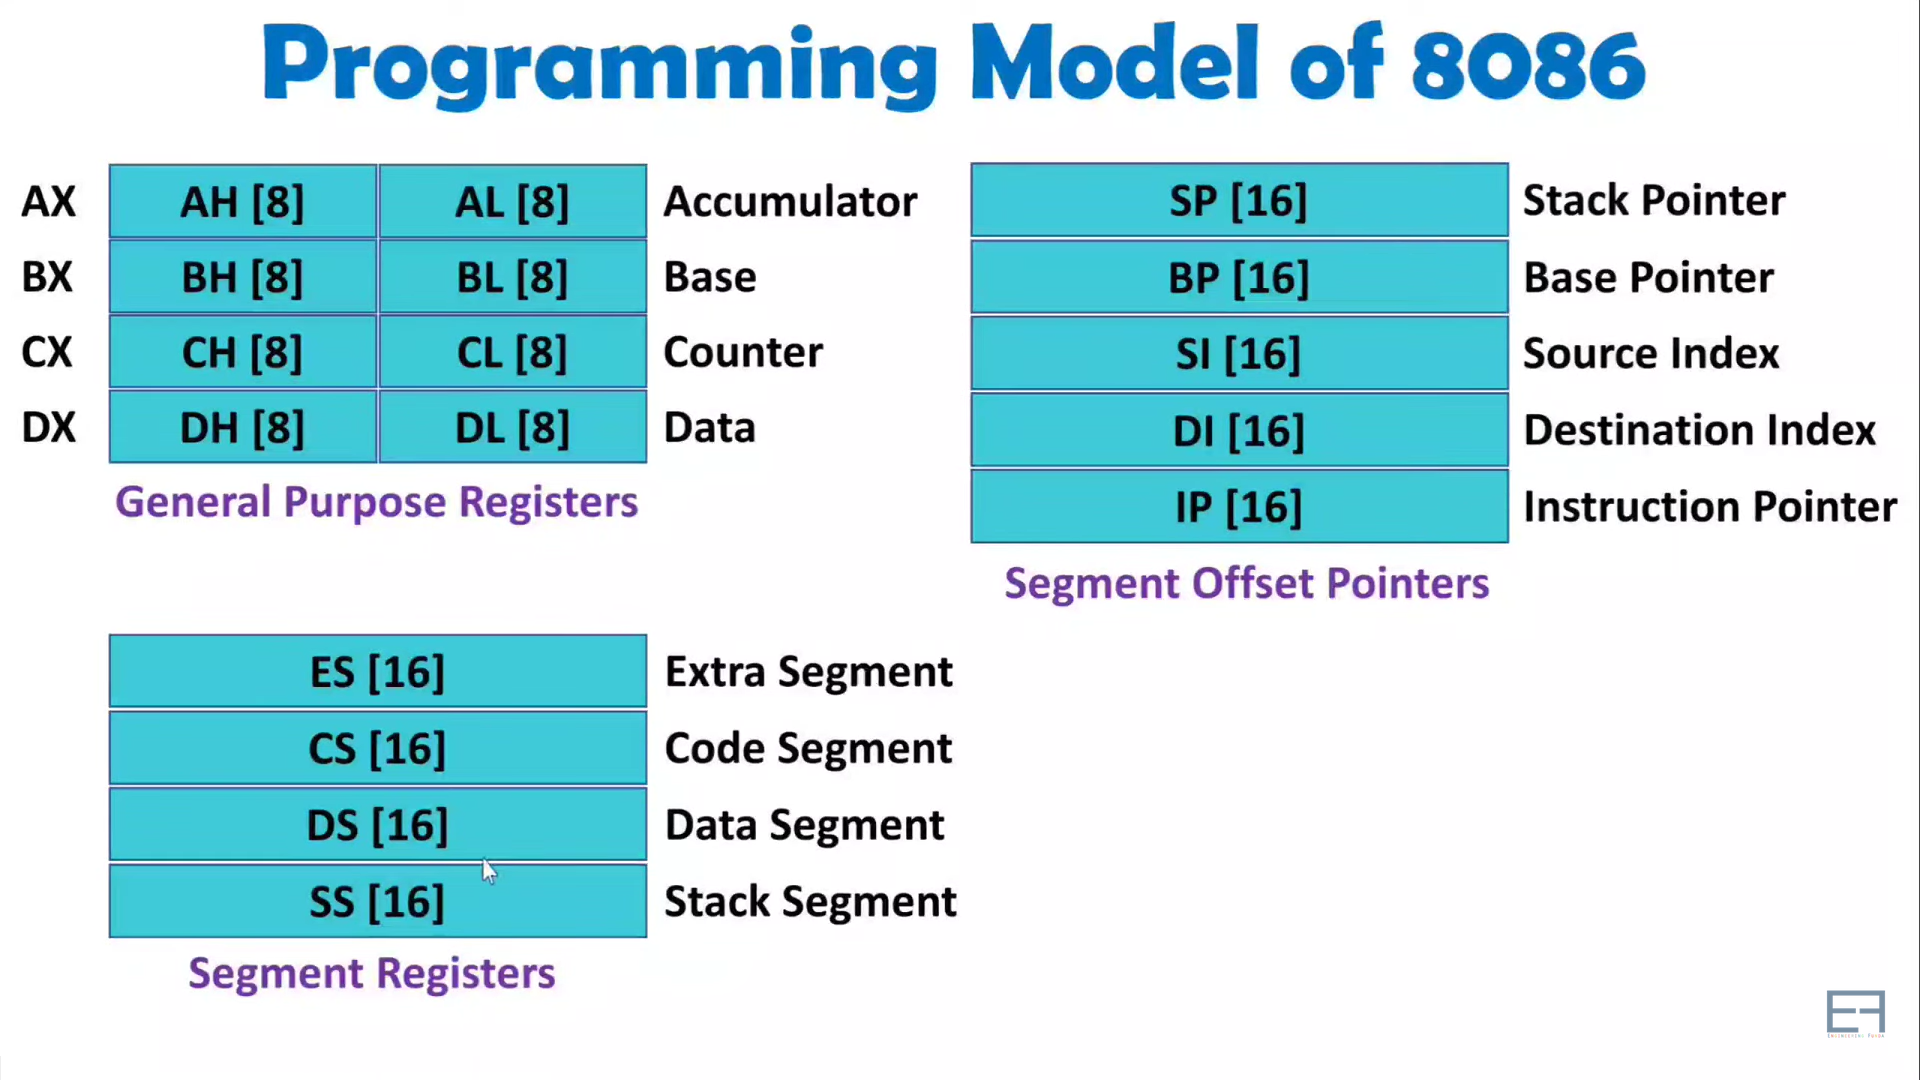 Programming Model of 8086
AX AH [8] AL [8] Accumulator
BX BH [8] BL [8] Base
CX CH [8] CL [8] Counter
DX DH [8] DL [8] Data
General Purpose Registers
SP [16] Stack Pointer
BP [16] Base Pointer
SI [16] Source Index
DI [16] Destination Index
IP [16] Instruction Pointer
Segment Offset Pointers
ES [16] Extra Segment
CS [16] Code Segment
DS [16] Data Segment
SS [16] Stack Segment
Segment Registers